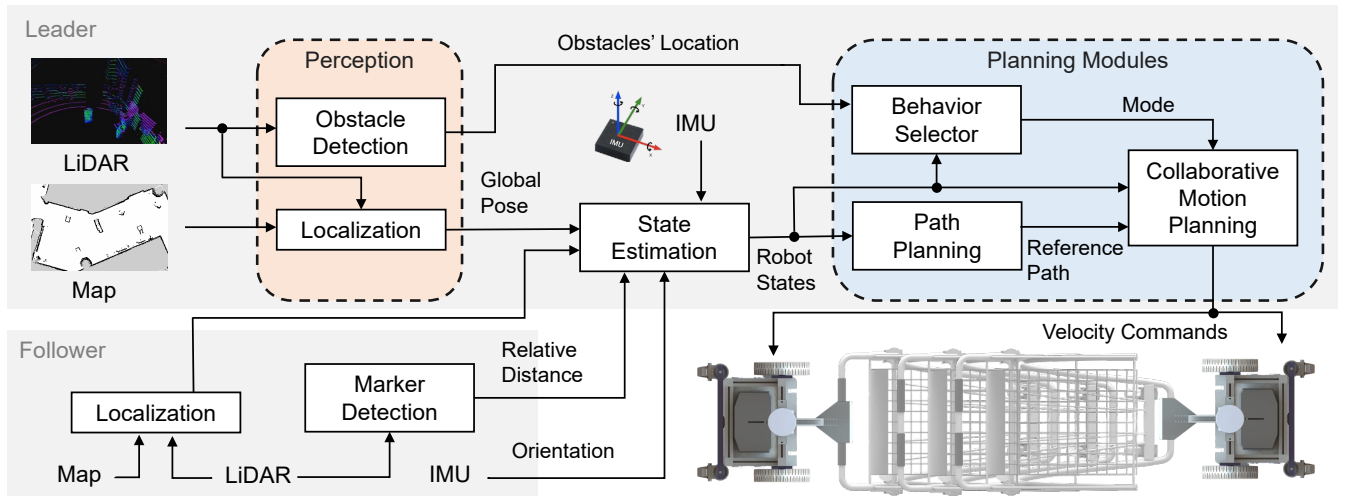 Leader
LiDAR
Map
Perception
Obstacle
Detection
Localization
Obstacles' Location
IMU
IMU
Global
Pose
State
Estimation
Robot
States
Planning Modules
Behavior
Selector
Mode
Path
Planning
Reference
Path
Collaborative
Motion
Planning
Velocity Commands
Follower
Localization
Marker
Detection
Relative
Distance
Map
LiDAR
IMU
Orientation